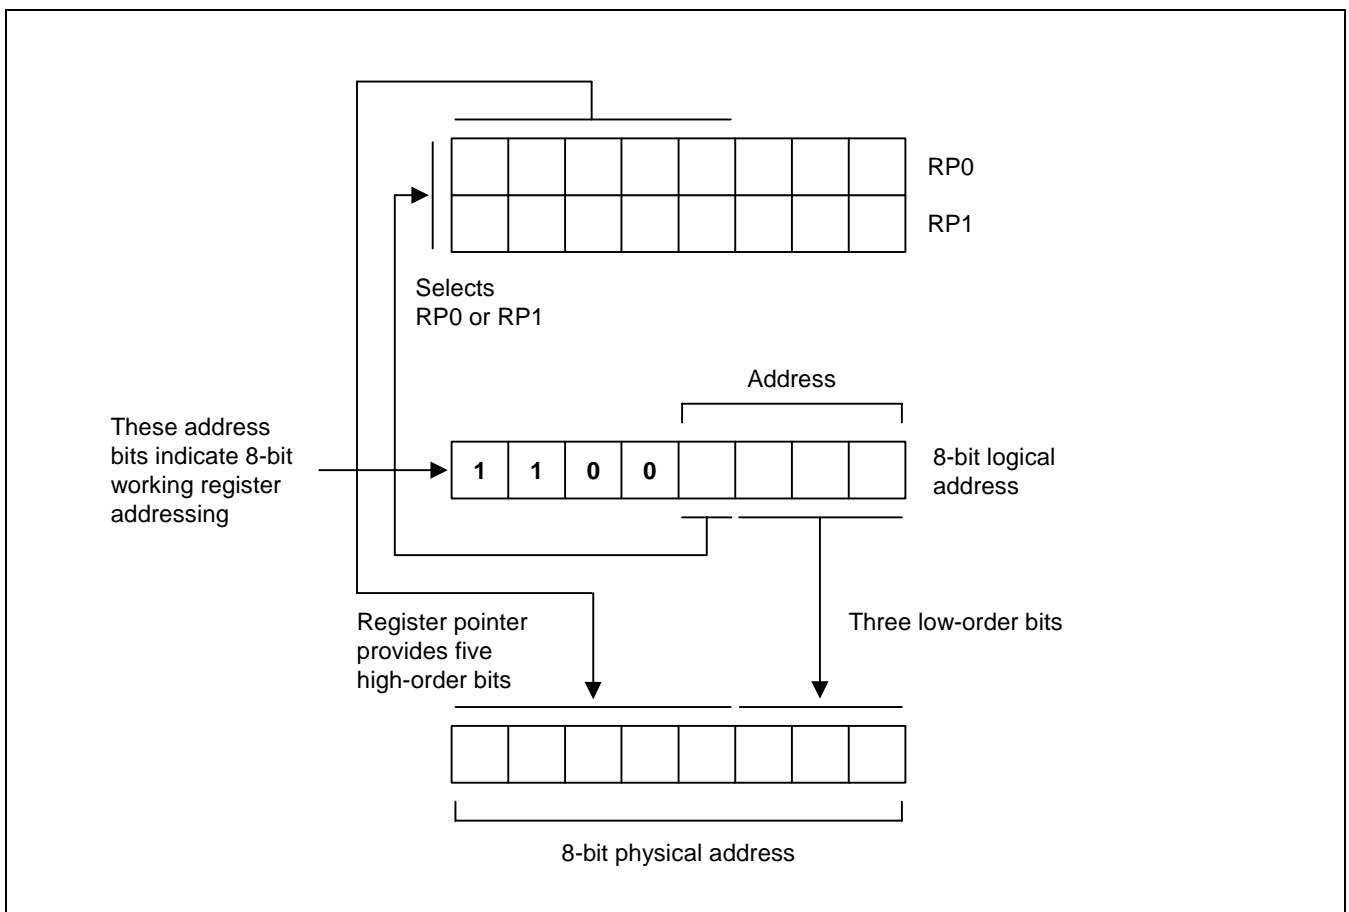 RP0
RP1
Selects
RP0 or RP1
Address
These address
bits indicate 8-bit
working register
addressing
1 1 0 0
8-bit logical
address
Register pointer
provides five
high-order bits
Three low-order bits
8-bit physical address